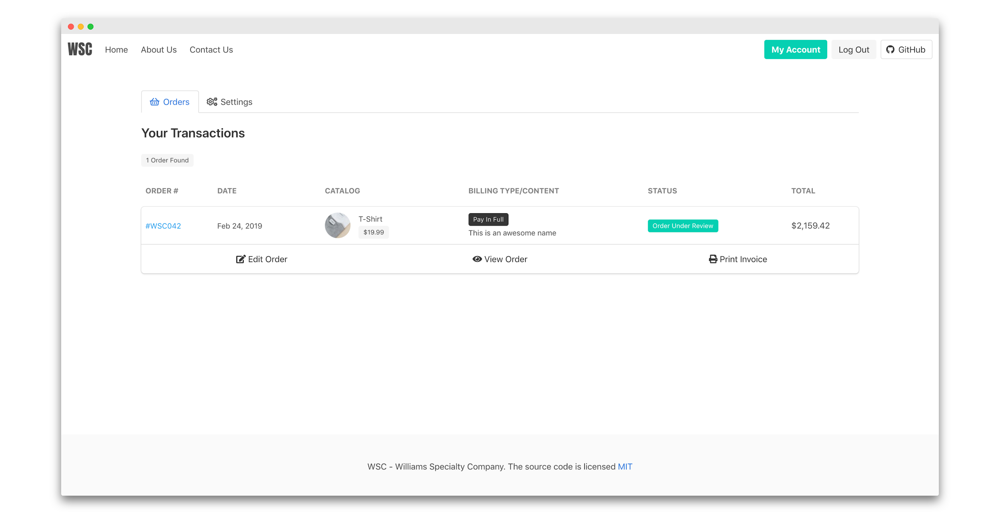 WSC Home About Us Contact Us My Account Log Out GitHub
Orders Settings
Your Transactions
1 Order Found
ORDER # DATE CATALOG BILLING TYPE/CONTENT STATUS TOTAL
#WSC042 Feb 24, 2019 T-Shirt $19.99 Pay In Full This is an awesome name Order Under Review $2,159.42
Edit Order View Order Print Invoice
WSC - Williams Specialty Company. The source code is licensed MIT